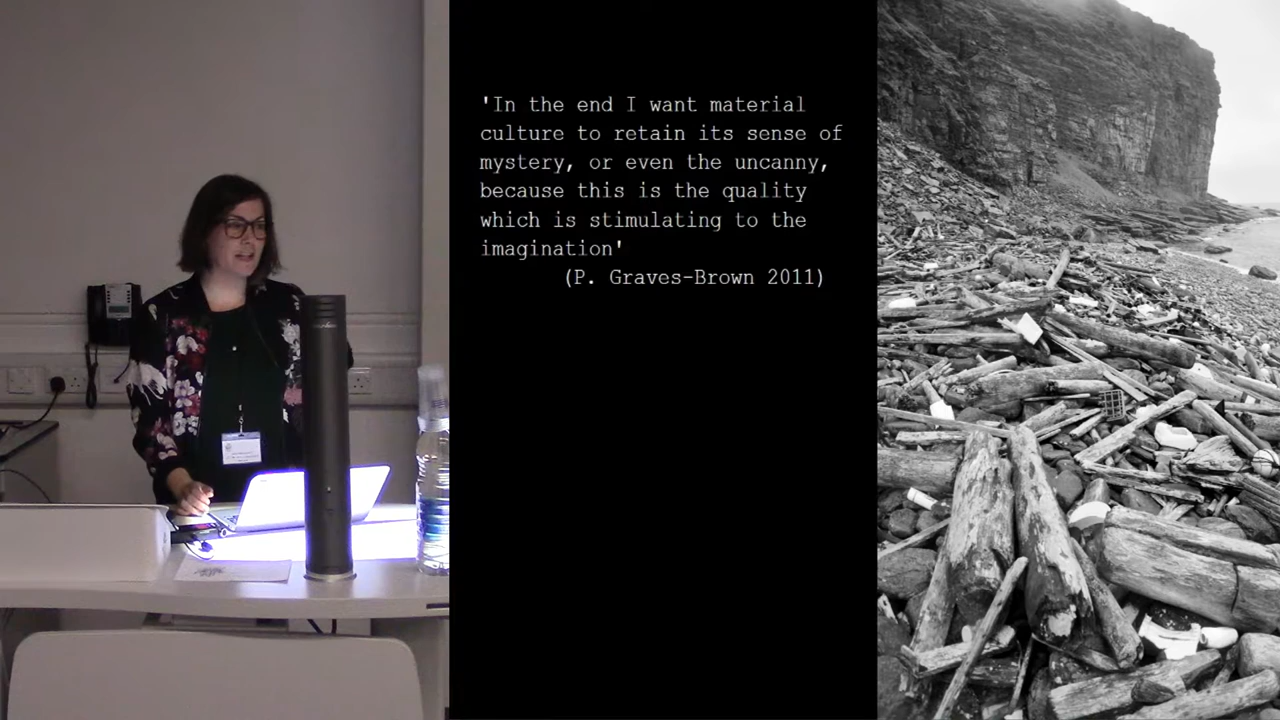 'In the end I want material
culture to retain its sense of
mystery, or even the uncanny,
because this is the quality
which is stimulating to the
imagination'
(P. Graves-Brown 2011)